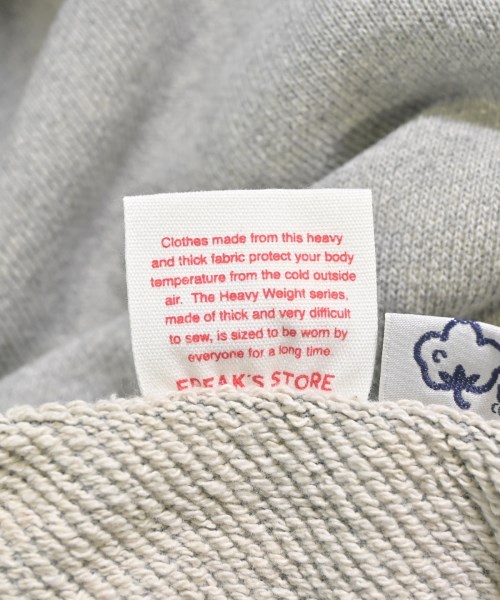 Clothes made from this heavy
and thick fabric protect your body
temperature from the cold outside
air. The Heavy Weight series,
made of thick and very difficult
to sew, is sized to be worn by
everyone for a long time.
FREAK'S STORE